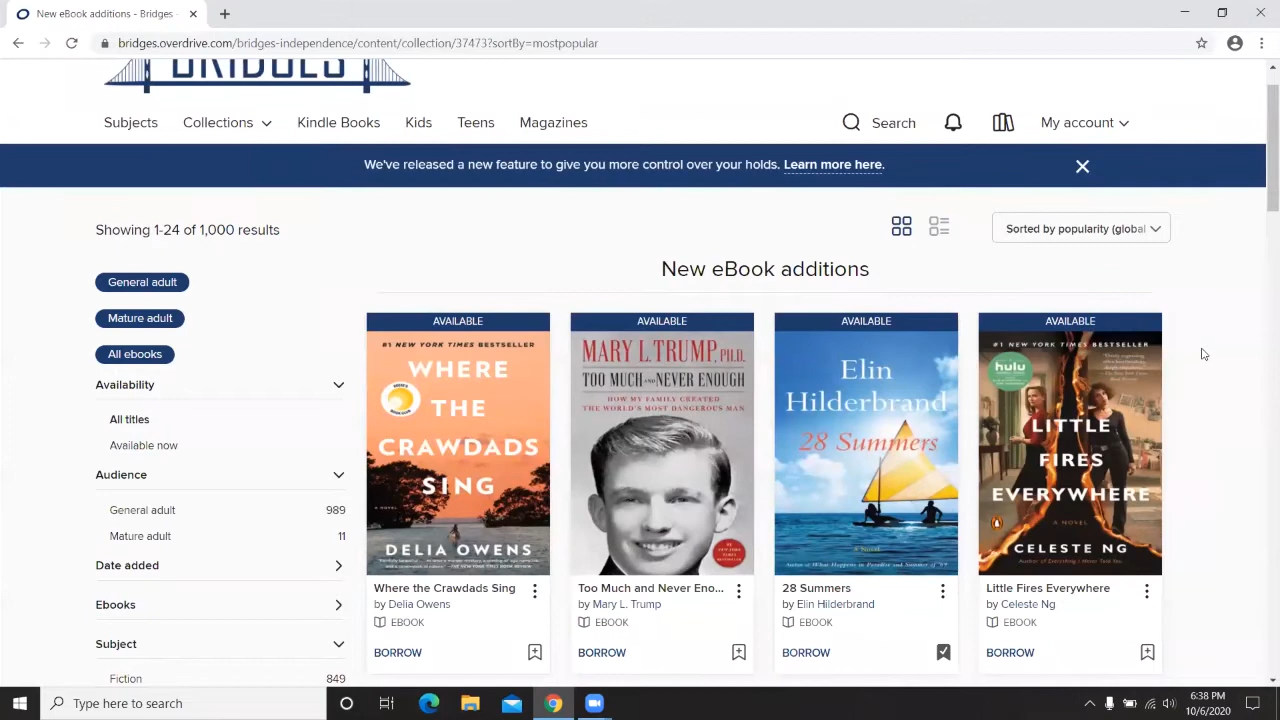 New eBook additions - Bridges -
bridges.overdrive.com/bridges-independence/content/collection/37473?sortBy=mostpopular
BRIDGES
Subjects Collections Kindle Books Kids Teens Magazines Search My account
We've released a new feature to give you more control over your holds. Learn more here.
Showing 1-24 of 1,000 results
Sorted by popularity (global
New eBook additions
General adult
Mature adult
All ebooks
Availability
All titles
Available now
Audience
General adult 989
Mature adult 11
Date added
Ebooks
Subject
Fiction 849
AVAILABLE
#1 NEW YORK TIMES BESTSELLER
WHERE
THE
CRAWDADS
SING
A NOVEL
DELIA OWENS
Where the Crawdads Sing
by Delia Owens
EBOOK
BORROW
AVAILABLE
MARY L. TRUMP, PH.D.
TOO MUCH AND NEVER ENOUGH
HOW MY FAMILY CREATED
THE WORLD'S MOST DANGEROUS MAN
Too Much and Never Eno...
by Mary L. Trump
EBOOK
BORROW
AVAILABLE
Elin
Hilderbrand
28 Summers
A Novel
28 Summers
by Elin Hilderbrand
EBOOK
BORROW
AVAILABLE
#1 NEW YORK TIMES BESTSELLER
hulu
LITTLE
FIRES
EVERYWHERE
A NOVEL
CELESTE NG
Little Fires Everywhere
by Celeste Ng
EBOOK
BORROW
Type here to search
6:38 PM
10/6/2020